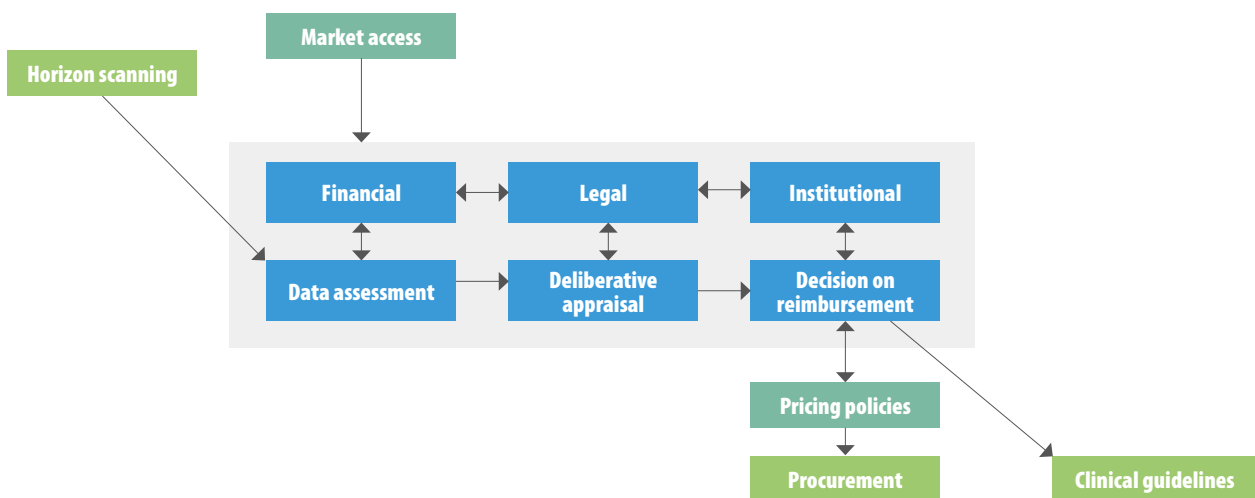 Market access
Horizon scanning
Financial
Legal
Institutional
Data assessment
Deliberative
appraisal
Decision on
reimbursement
Pricing policies
Procurement
Clinical guidelines